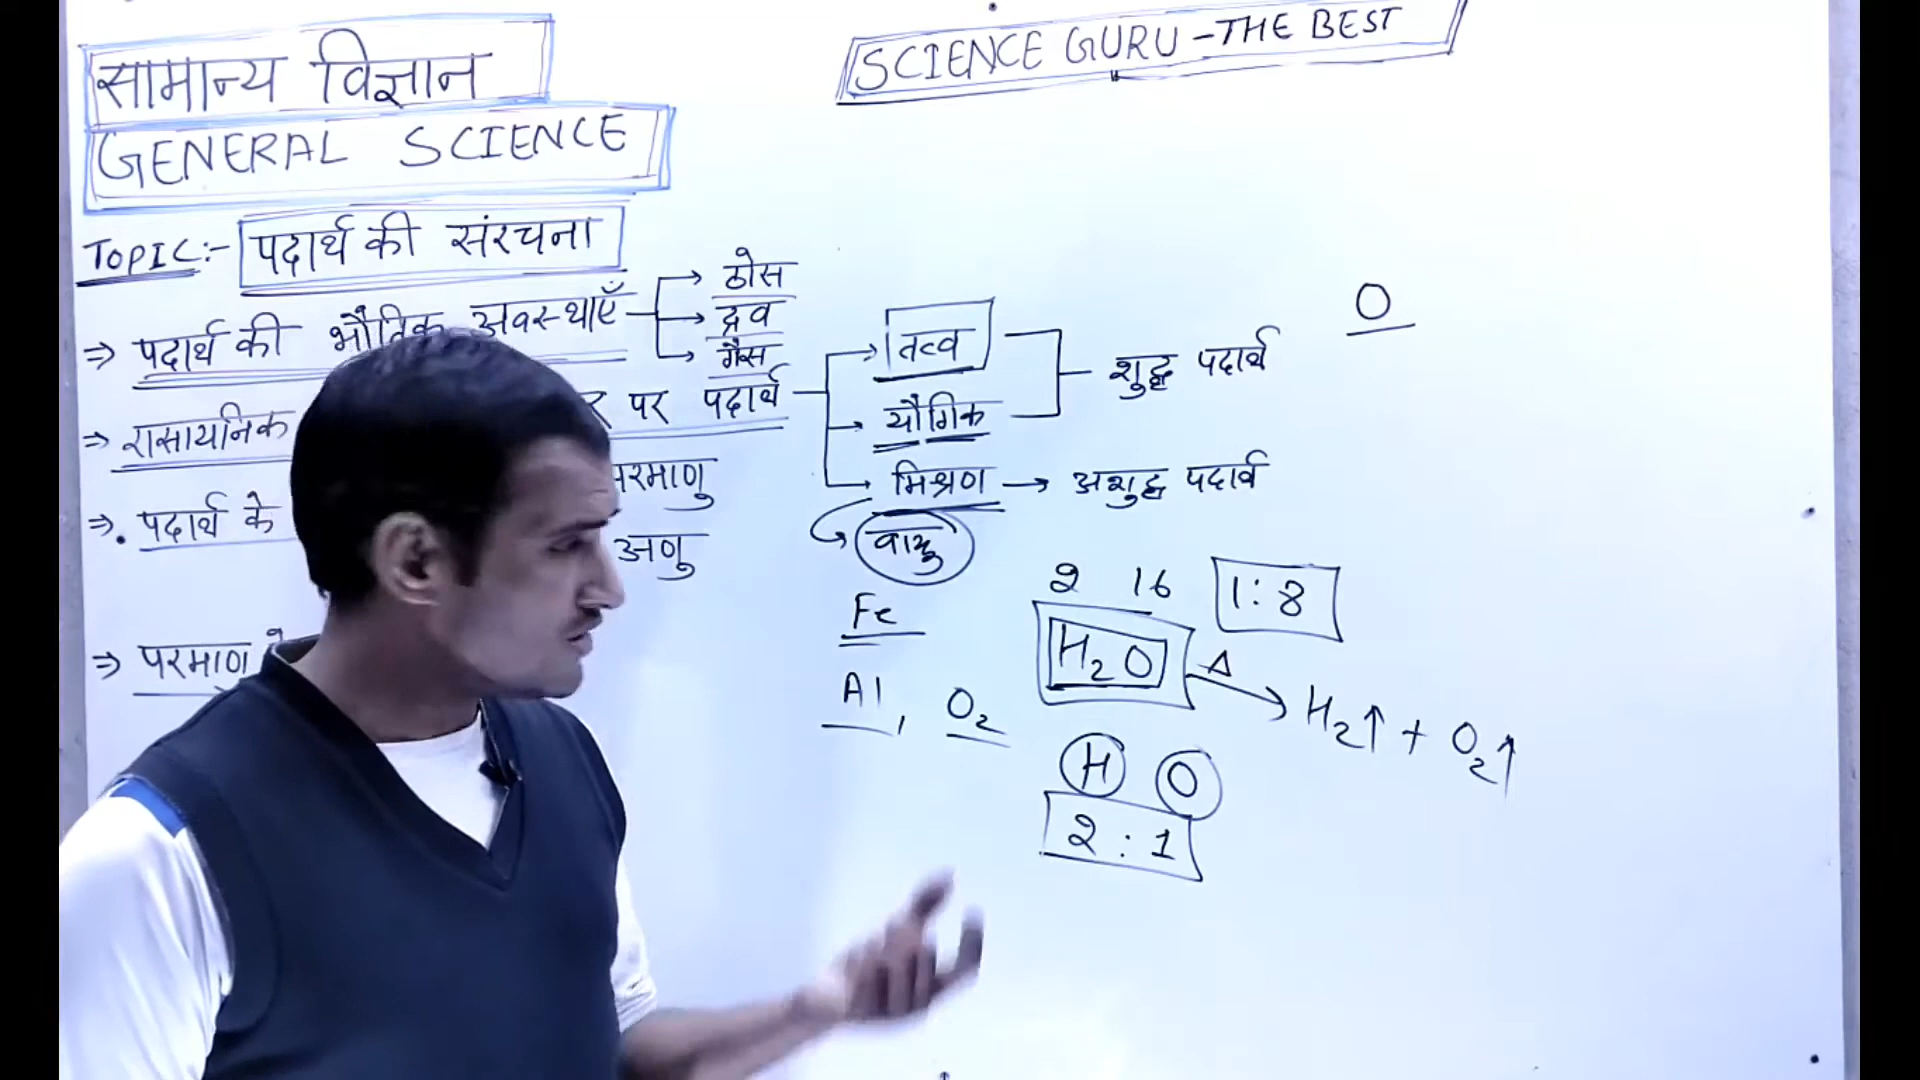 सामान्य विज्ञान
SCIENCE GURU - THE BEST
GENERAL SCIENCE
TOPIC:- पदार्थ की संरचना
⇒ पदार्थ की भौतिक अवस्थाएँ → ठोस
→ द्रव
→ गैस
⇒ रासायनिक पर पदार्थ
→ तत्व
→ यौगिक
शुद्ध पदार्थ
→ मिश्रण → अशुद्ध पदार्थ
वायु
O
⇒ पदार्थ के
परमाणु
अणु
⇒ परमाणु
Fe
Al, O₂
2 16 1:8
H₂O Δ → H₂↑ + O₂↑
H O
2 : 1